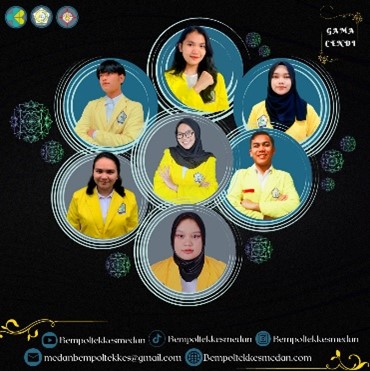 GAMA
CENDI
Bempoltekkesmedan Bempoltekkesmedan Bempoltekkesmedan
medanbempoltekkes@gmail.com Bempoltekkesmedan.com